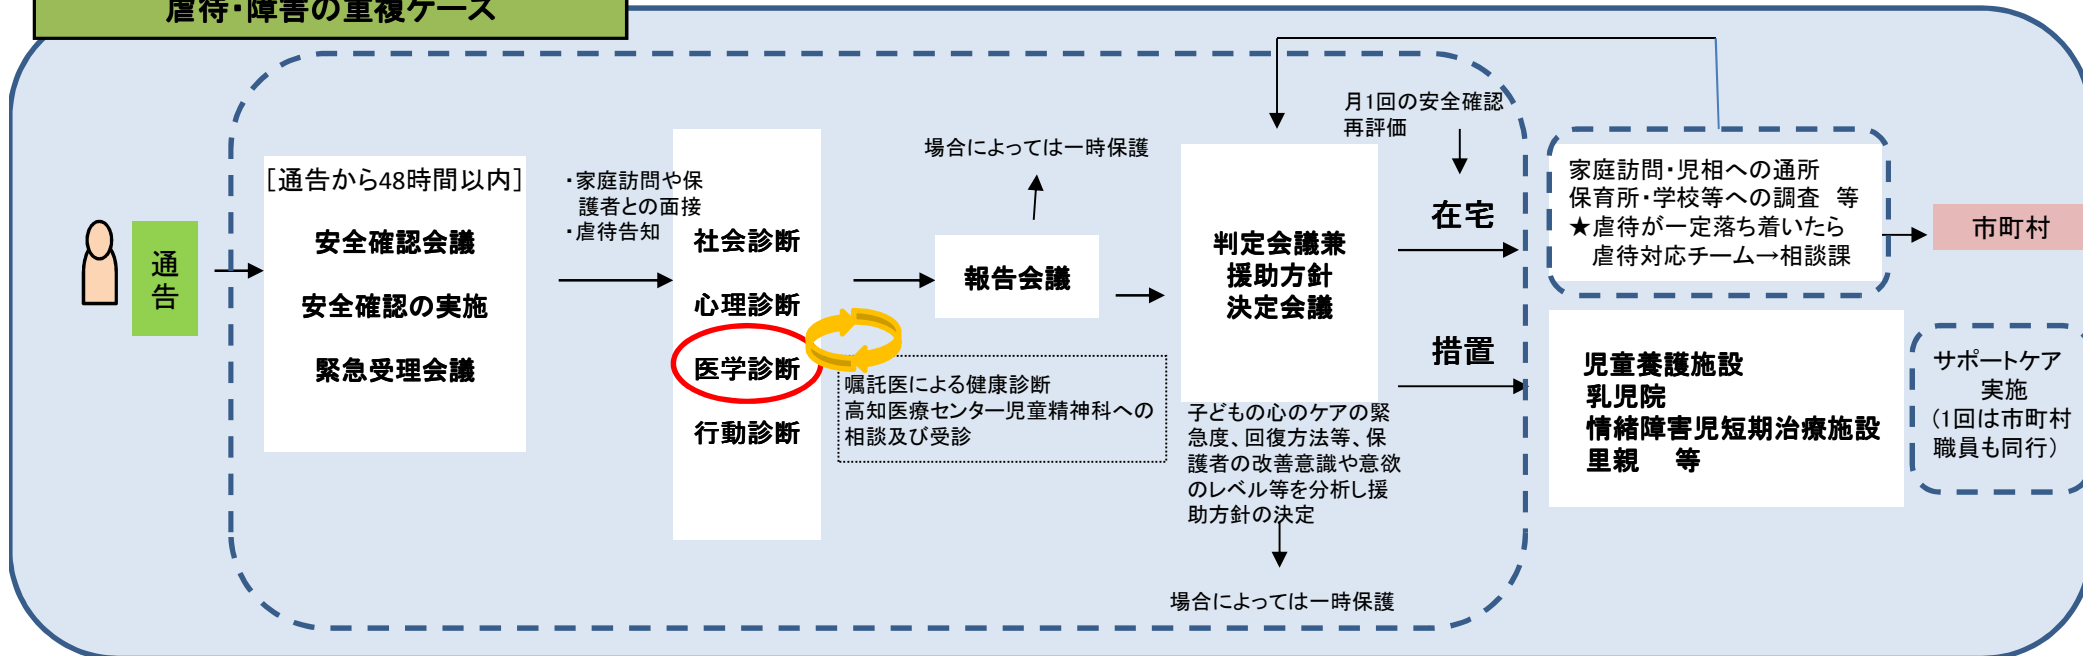 虐待・障害の重複ケース
通告
[通告から48時間以内]
安全確認会議
安全確認の実施
緊急受理会議
・家庭訪問や保
護者との面接
・虐待告知
社会診断
心理診断
医学診断
行動診断
嘱託医による健康診断
高知医療センター児童精神科への
相談及び受診
場合によっては一時保護
報告会議
判定会議兼
援助方針
決定会議
子どもの心のケアの緊
急度、回復方法等、保
護者の改善意識や意欲
のレベル等を分析し援
助方針の決定
場合によっては一時保護
月1回の安全確認
再評価
在宅
措置
家庭訪問・児相への通所
保育所・学校等への調査　等
★虐待が一定落ち着いたら
虐待対応チーム→相談課
市町村
児童養護施設
乳児院
情緒障害児短期治療施設
里親　等
サポートケア
実施
(1回は市町村
職員も同行)